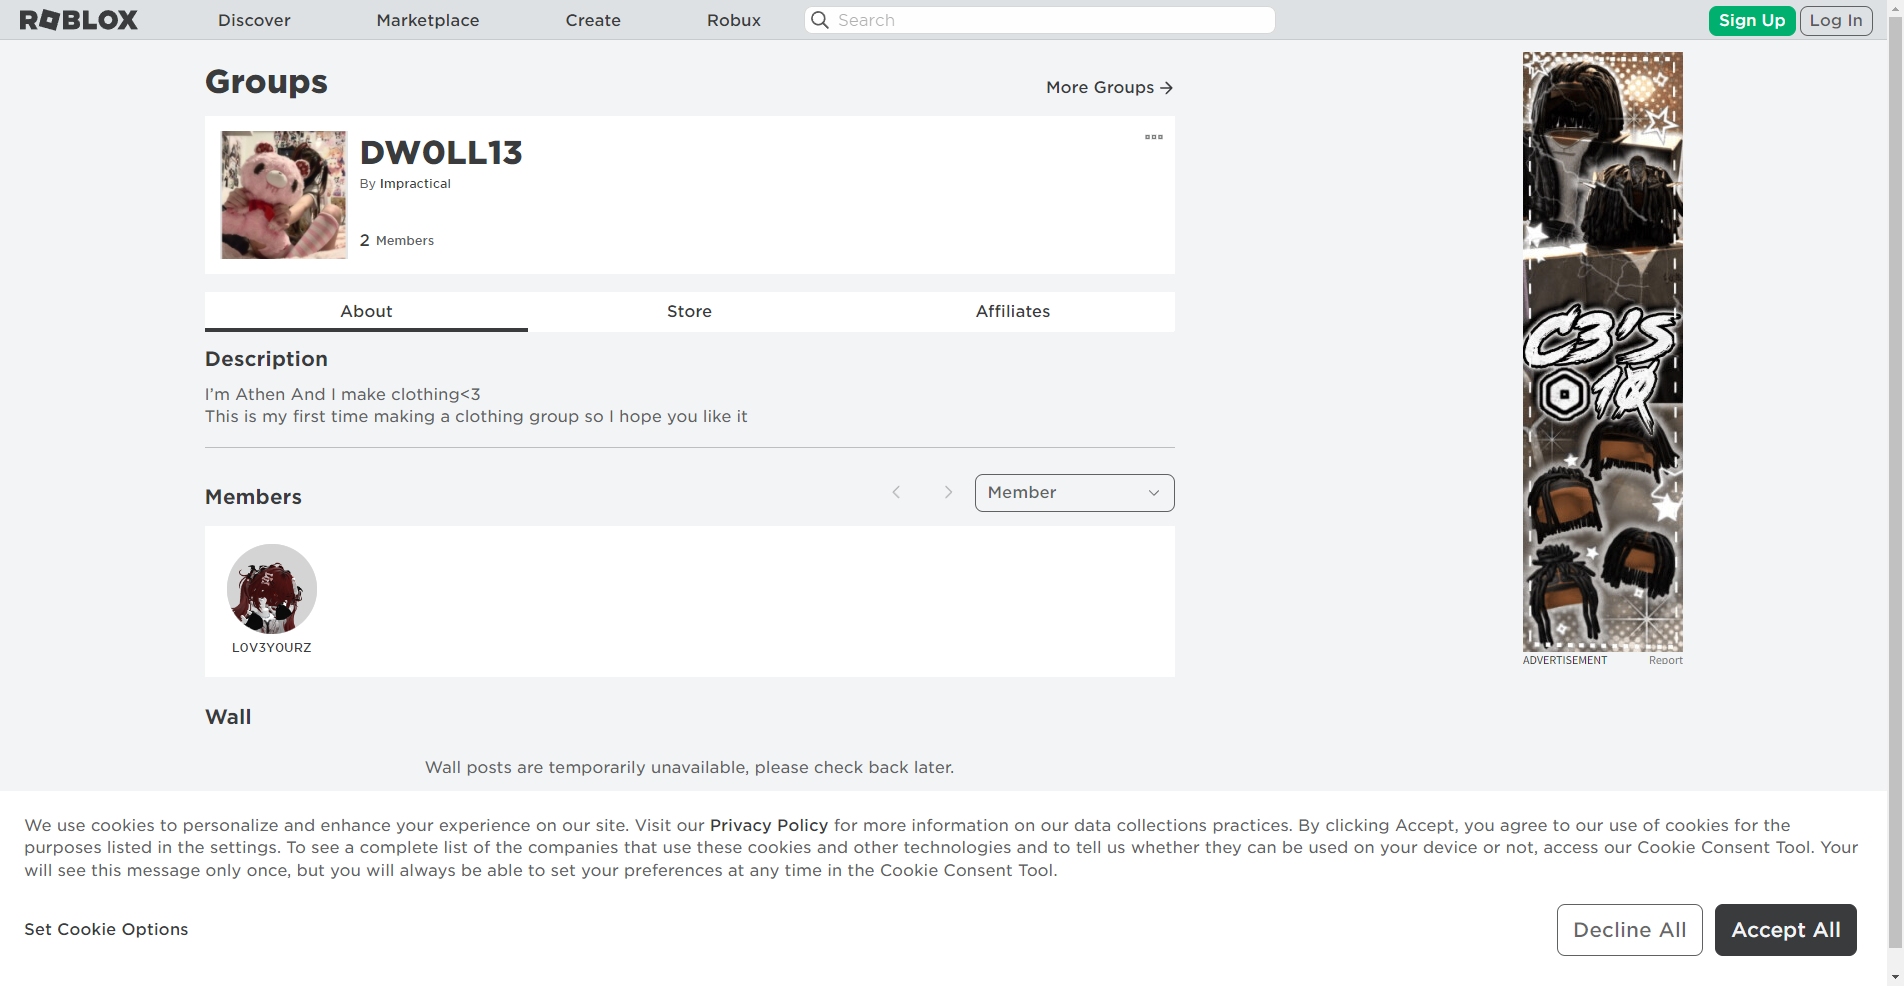 ROBLOX
Discover
Marketplace
Create
Robux
Search
Sign Up
Log In
Groups
More Groups
DW0LL13
By Impractical
2 Members
About
Store
Affiliates
Description
I’m Athen And I make clothing<3
This is my first time making a clothing group so I hope you like it
Members
Member
L0V3Y0URZ
Wall
Wall posts are temporarily unavailable, please check back later.
C3'S
10
ADVERTISEMENT
Report
We use cookies to personalize and enhance your experience on our site. Visit our Privacy Policy for more information on our data collections practices. By clicking Accept, you agree to our use of cookies for the
purposes listed in the settings. To see a complete list of the companies that use these cookies and other technologies and to tell us whether they can be used on your device or not, access our Cookie Consent Tool. Your
will see this message only once, but you will always be able to set your preferences at any time in the Cookie Consent Tool.
Set Cookie Options
Decline All
Accept All